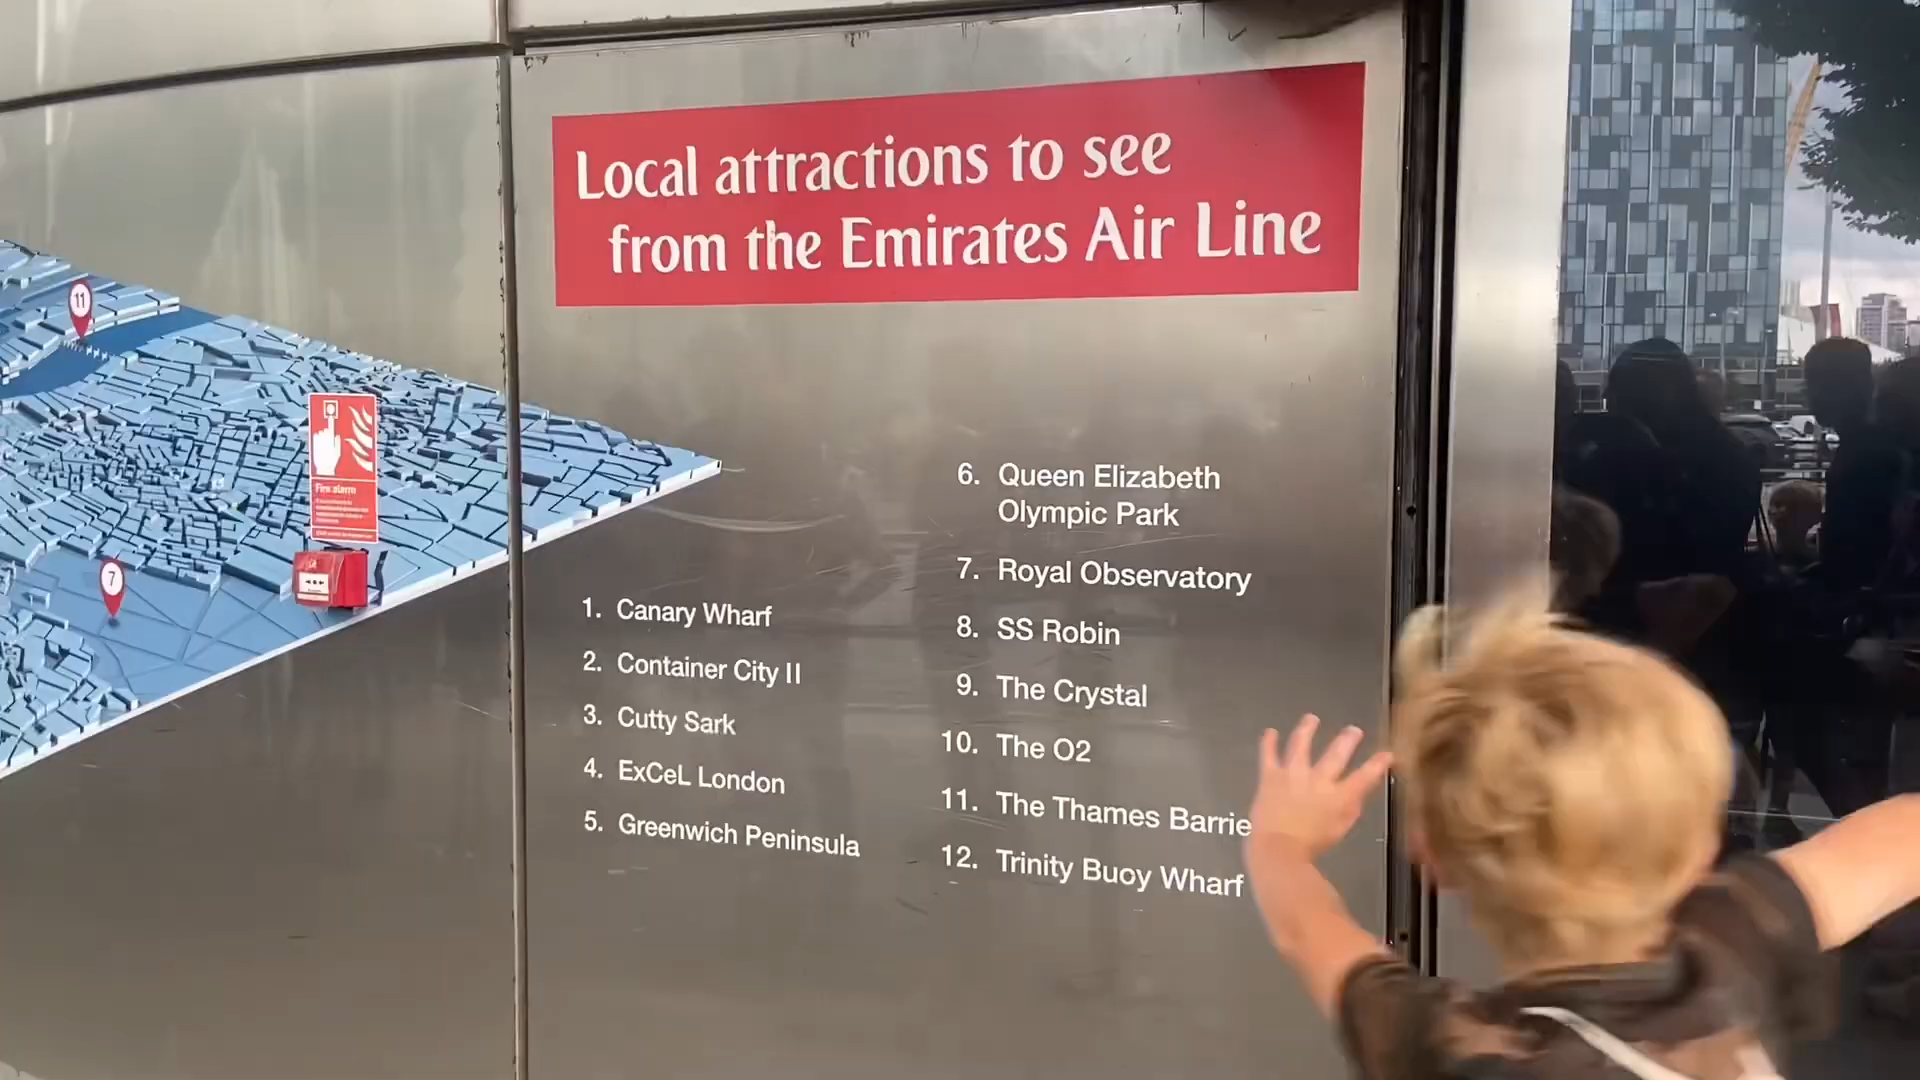 Local attractions to see
from the Emirates Air Line
11
7
Fire alarm
1. Canary Wharf
2. Container City II
3. Cutty Sark
4. ExCeL London
5. Greenwich Peninsula
6. Queen Elizabeth
Olympic Park
7. Royal Observatory
8. SS Robin
9. The Crystal
10. The O2
11. The Thames Barrie
12. Trinity Buoy Wharf